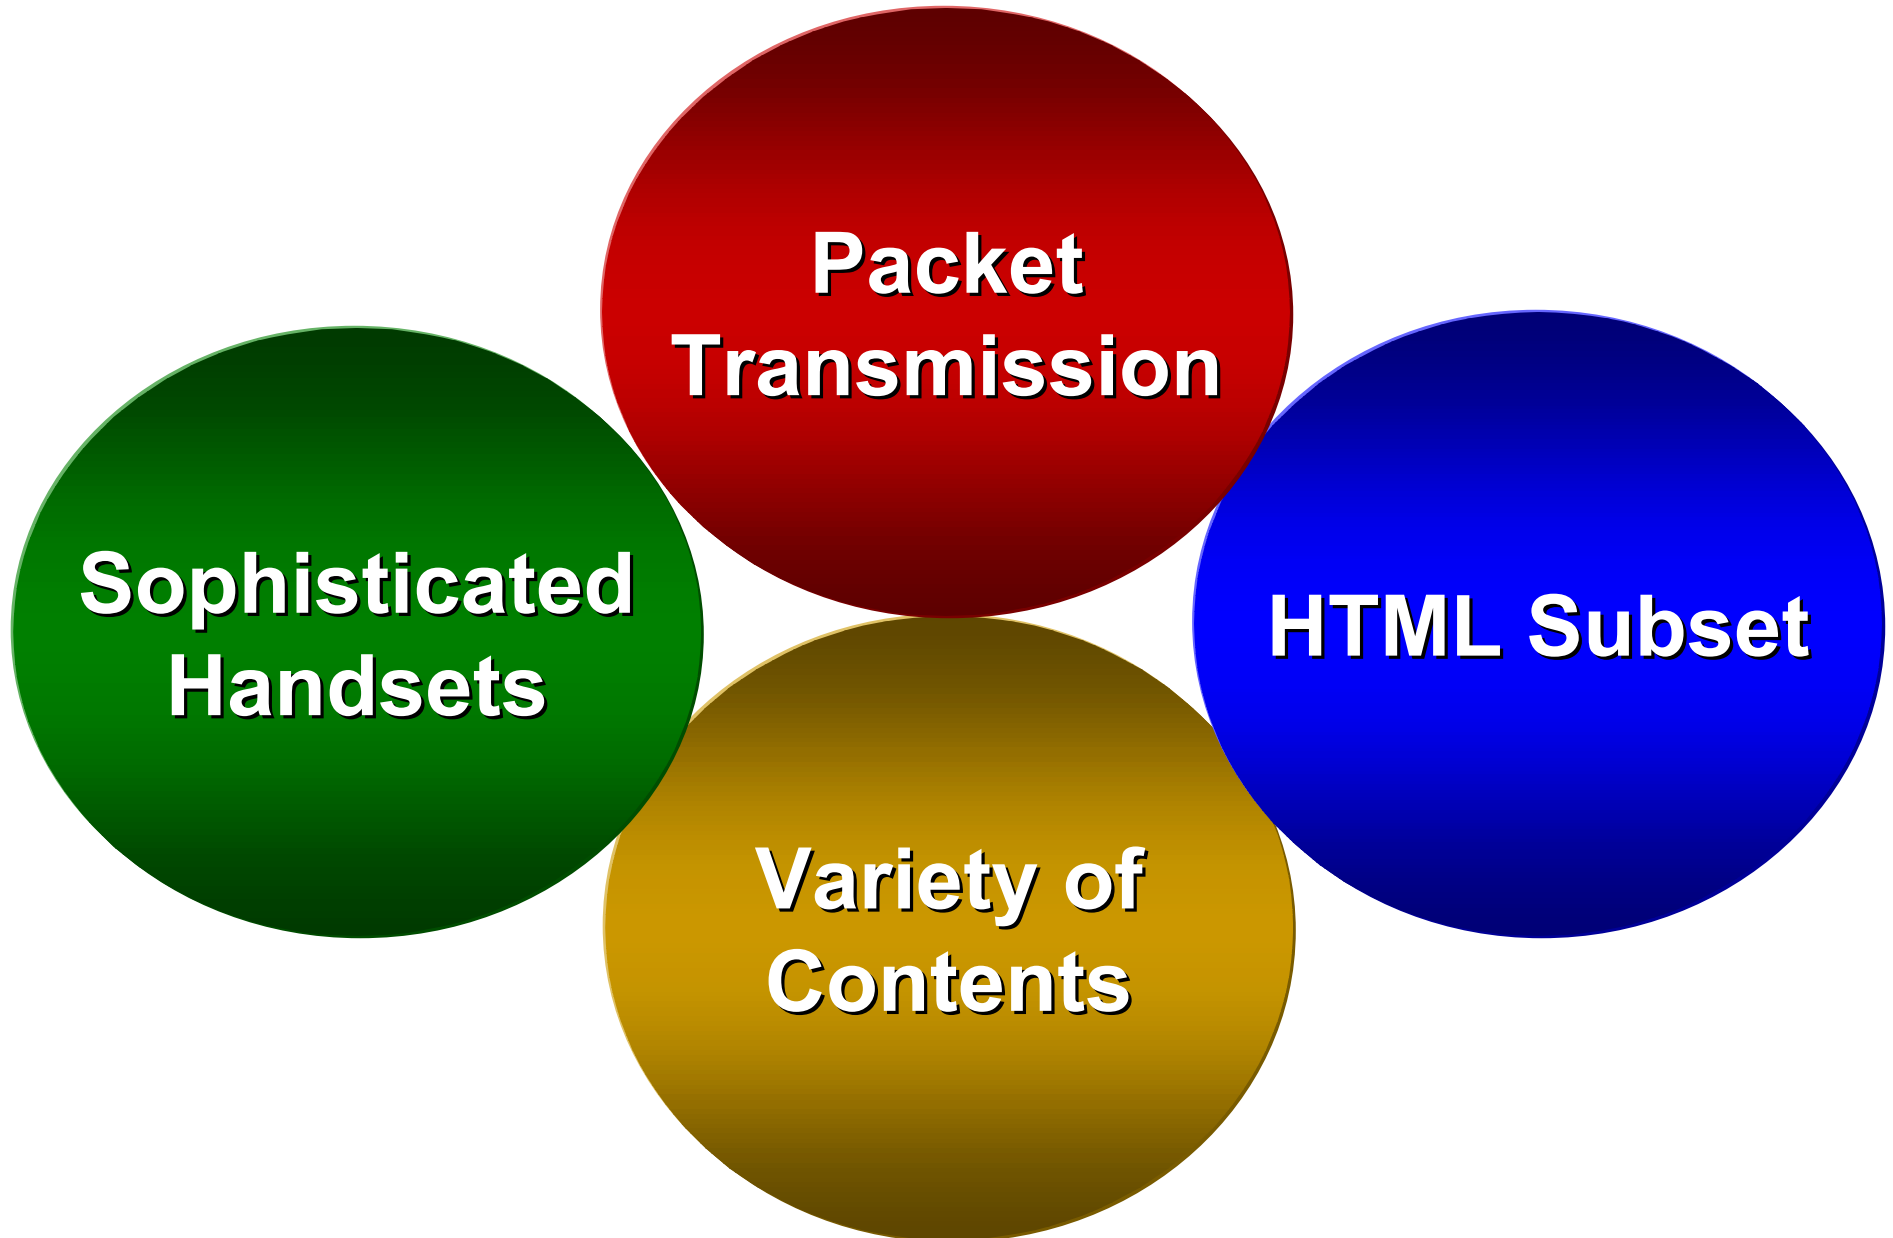 Packet
Transmission
Sophisticated
Handsets
HTML Subset
Variety of
Contents